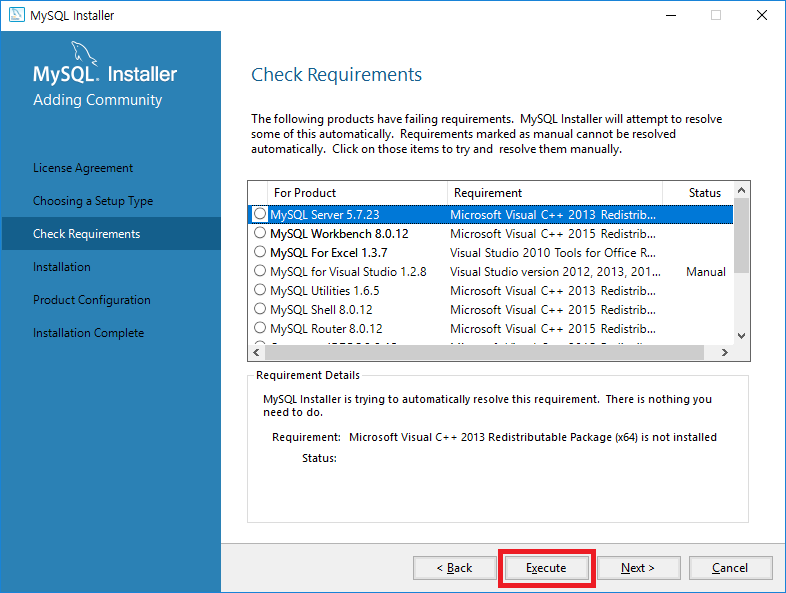 MySQL Installer
MySQL. Installer
Adding Community
License Agreement
Choosing a Setup Type
Check Requirements
Installation
Product Configuration
Installation Complete
Check Requirements
The following products have failing requirements. MySQL Installer will attempt to resolve
some of this automatically. Requirements marked as manual cannot be resolved
automatically. Click on those items to try and resolve them manually.
For Product Requirement Status
MySQL Server 5.7.23 Microsoft Visual C++ 2013 Redistrib...
MySQL Workbench 8.0.12 Microsoft Visual C++ 2015 Redistrib...
MySQL For Excel 1.3.7 Visual Studio 2010 Tools for Office R...
MySQL for Visual Studio 1.2.8 Visual Studio version 2012, 2013, 201... Manual
MySQL Utilities 1.6.5 Microsoft Visual C++ 2013 Redistrib...
MySQL Shell 8.0.12 Microsoft Visual C++ 2015 Redistrib...
MySQL Router 8.0.12 Microsoft Visual C++ 2015 Redistrib...
Requirement Details
MySQL Installer is trying to automatically resolve this requirement. There is nothing you
need to do.
Requirement: Microsoft Visual C++ 2013 Redistributable Package (x64) is not installed
Status:
< Back Execute Next > Cancel